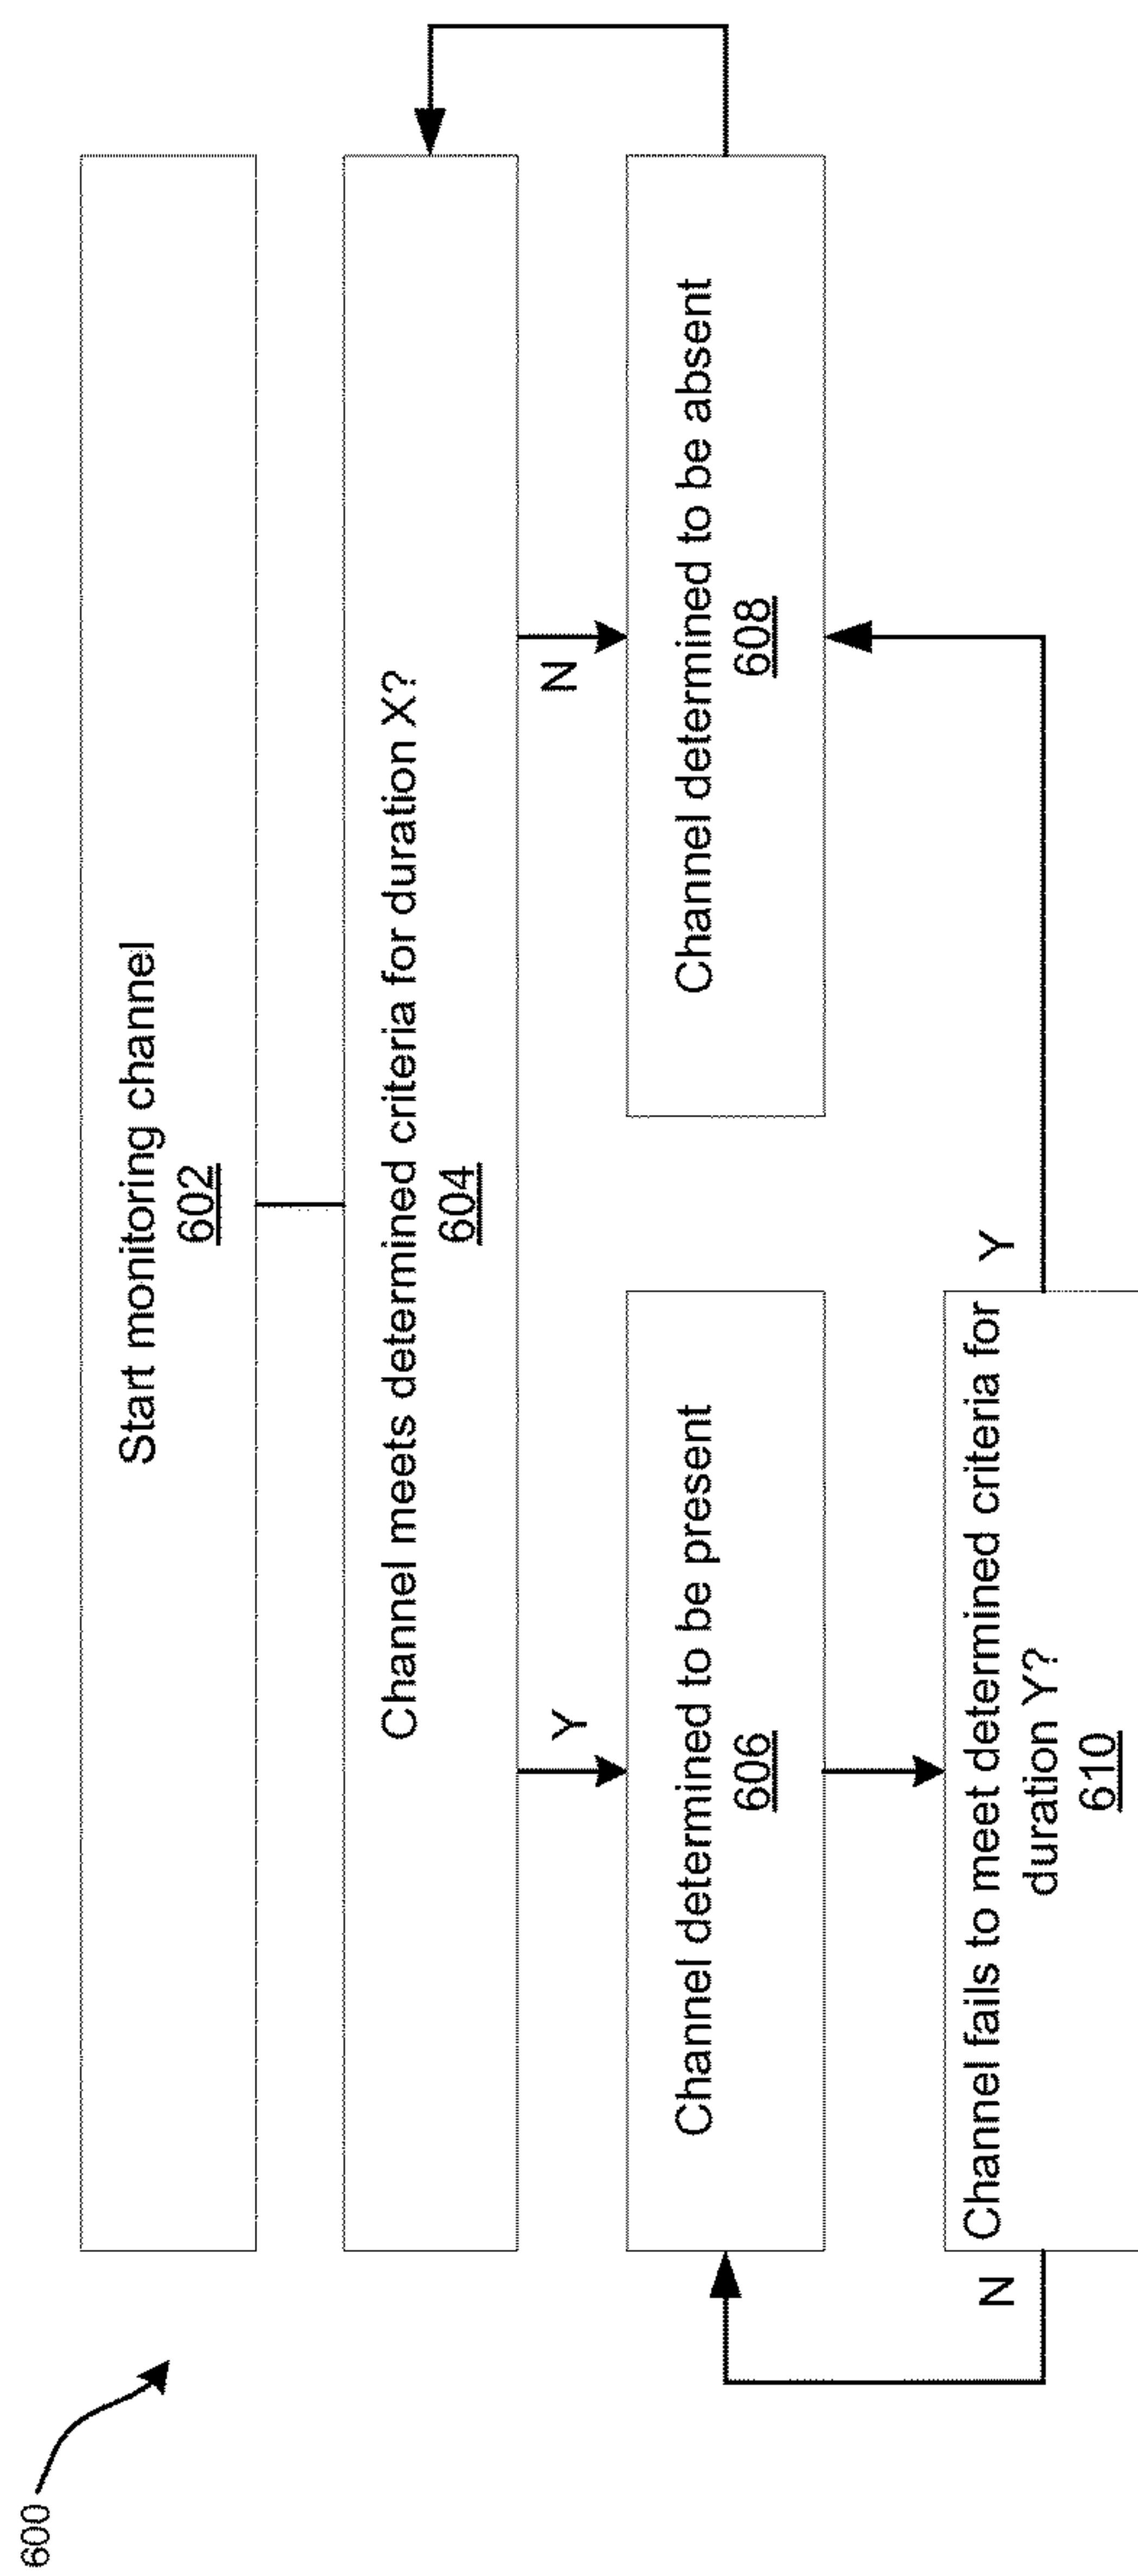 600
Start monitoring channel
602
Channel meets determined criteria for duration X?
604
Y
N
Channel determined to be present
606
Channel determined to be absent
608
Channel fails to meet determined criteria for
duration Y?
610
N
Y